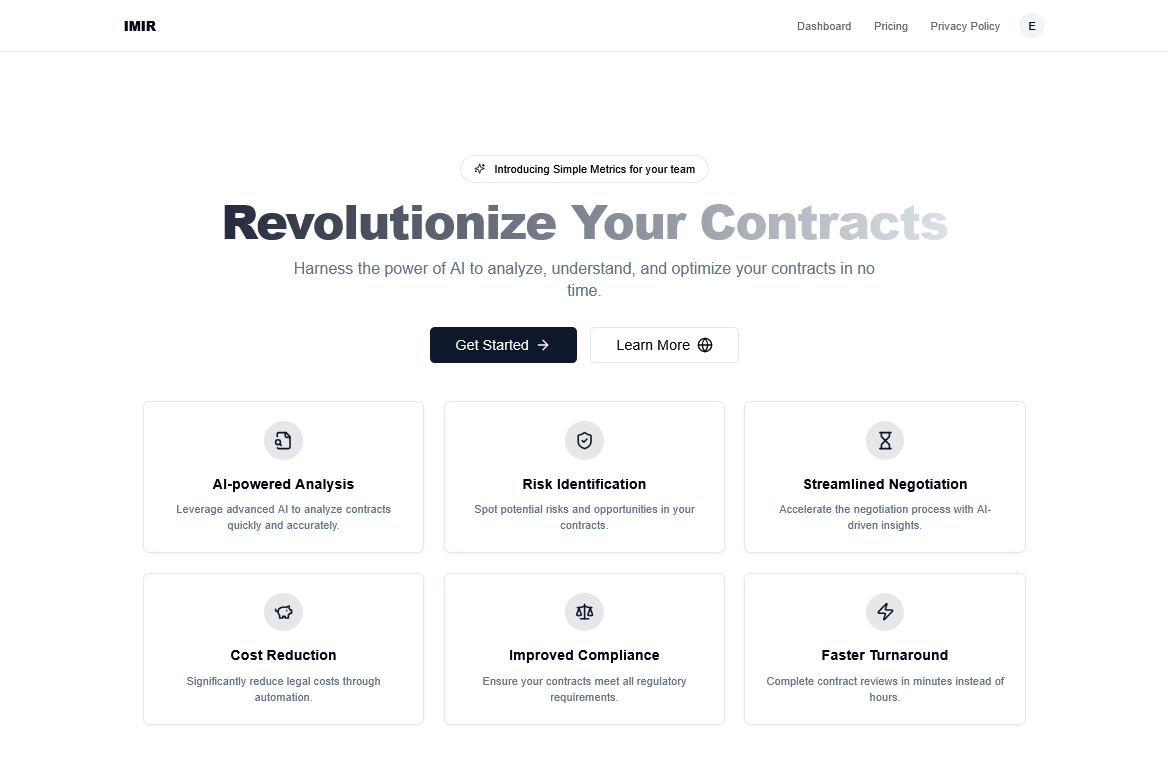 IMIR
Dashboard Pricing Privacy Policy E
Introducing Simple Metrics for your team
Revolutionize Your Contracts
Harness the power of AI to analyze, understand, and optimize your contracts in no
time.
Get Started Learn More
AI-powered Analysis
Leverage advanced AI to analyze contracts
quickly and accurately.
Risk Identification
Spot potential risks and opportunities in your
contracts.
Streamlined Negotiation
Accelerate the negotiation process with AI-
driven insights.
Cost Reduction
Significantly reduce legal costs through
automation.
Improved Compliance
Ensure your contracts meet all regulatory
requirements.
Faster Turnaround
Complete contract reviews in minutes instead of
hours.